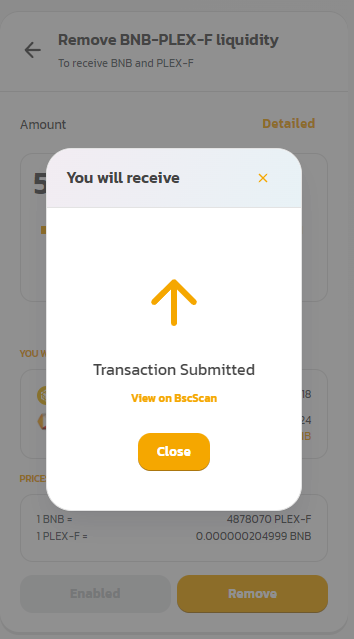 Remove BNB-PLEX-F liquidity
To receive BNB and PLEX-F
Amount
Detailed
5
You will receive
Transaction Submitted
View on BscScan
Close
YOU W
18
24
PRICE
1 BNB =
4878070 PLEX-F
1 PLEX-F =
0.000000204999 BNB
Enabled
Remove